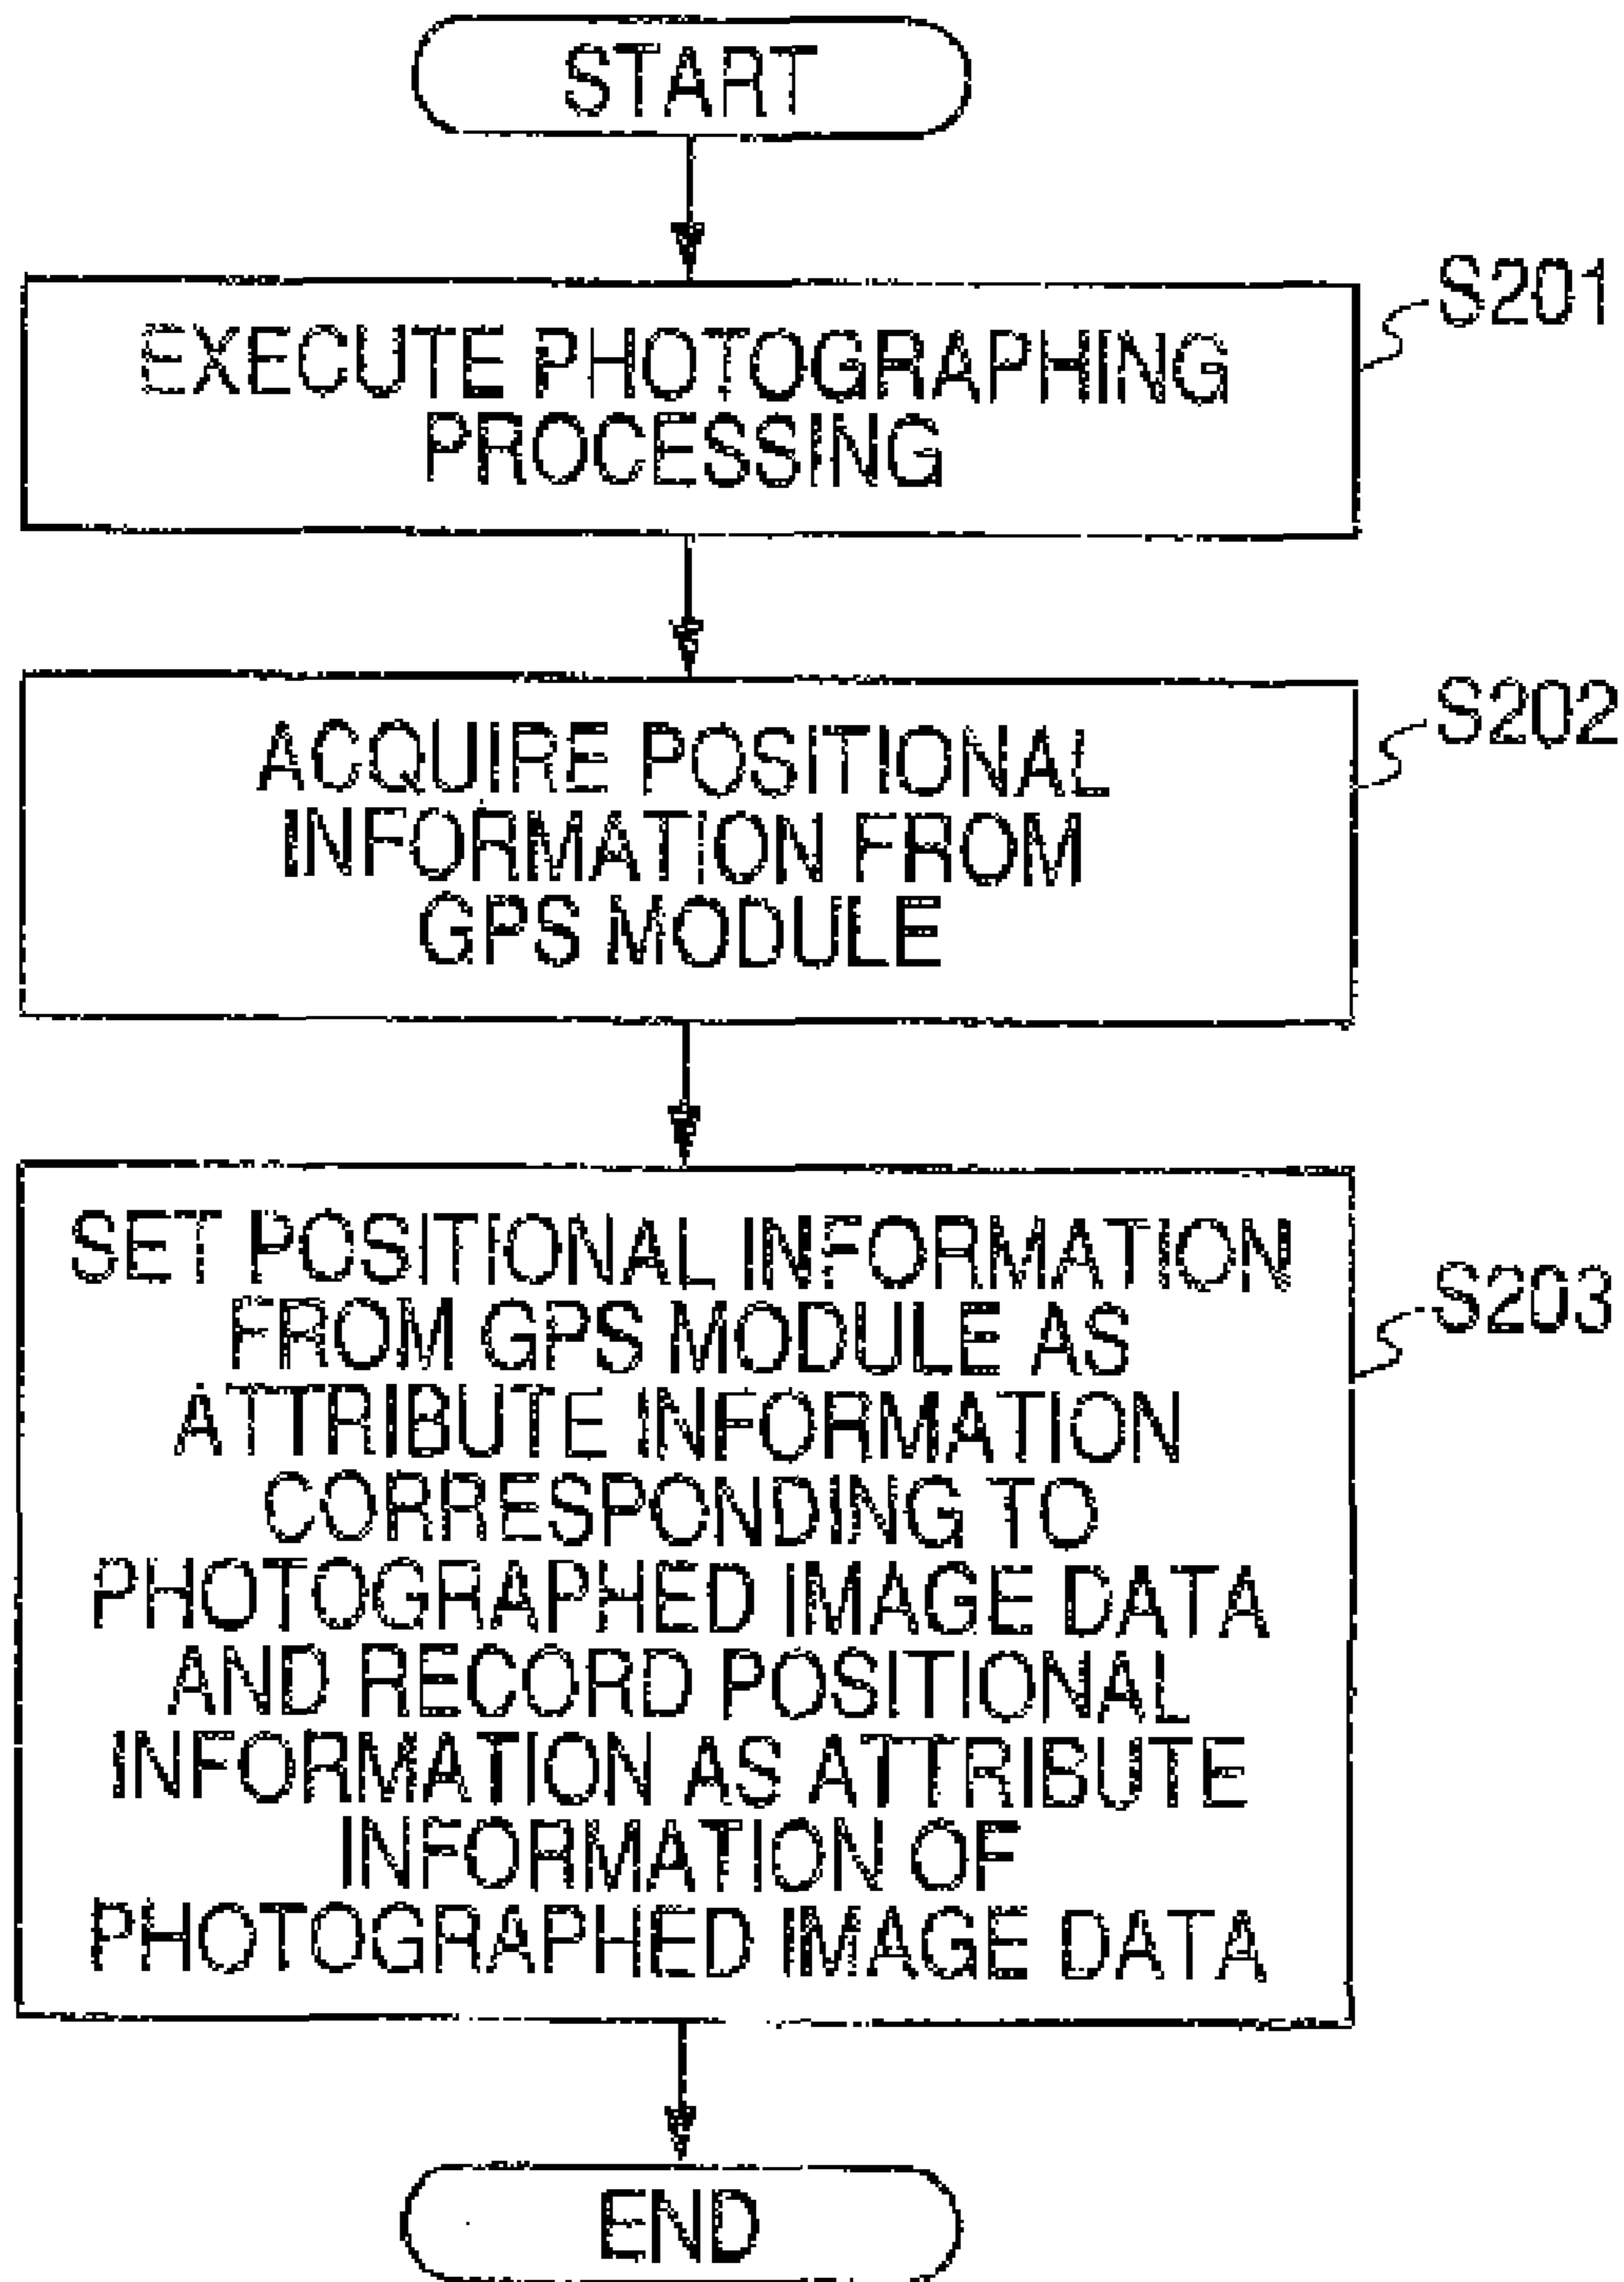 START
S201
EXECUTE PHOTOGRAPHING
PROCESSING
S202
ACQUIRE POSITIONAL
INFORMATION FROM
GPS MODULE
S203
SET POSITIONAL INFORMATION
FROM GPS MODULE AS
ATTRIBUTE INFORMATION
CORRESPONDING TO
PHOTOGRAPHED IMAGE DATA
AND RECORD POSITIONAL
INFORMATION AS ATTRIBUTE
INFORMATION OF
PHOTOGRAPHED IMAGE DATA
END